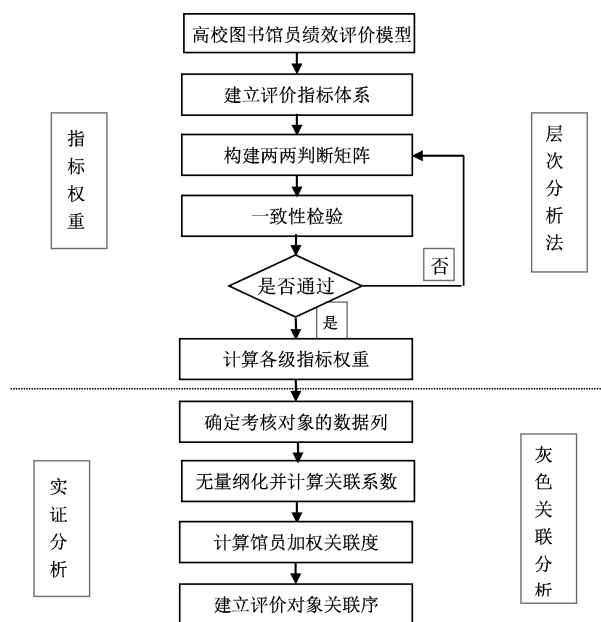 高校图书馆员绩效评价模型
建立评价指标体系
构建两两判断矩阵
一致性检验
是否通过
否
是
计算各级指标权重
指标权重
层次分析法
确定考核对象的数据列
无量纲化并计算关联系数
计算馆员加权关联度
建立评价对象关联序
实证分析
灰色关联分析